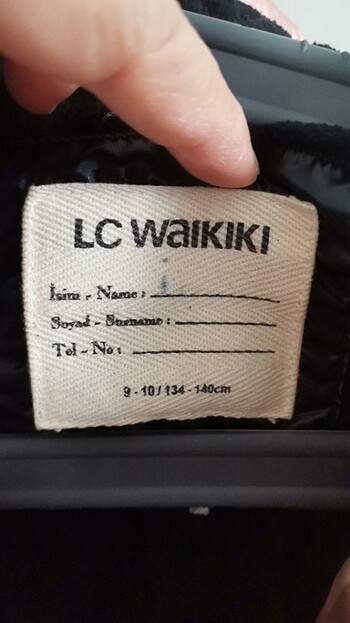 LC WAIKIKI
İsim - Name :
Soyad - Surname :
Tel - No :
9 - 10 / 134 - 140cm